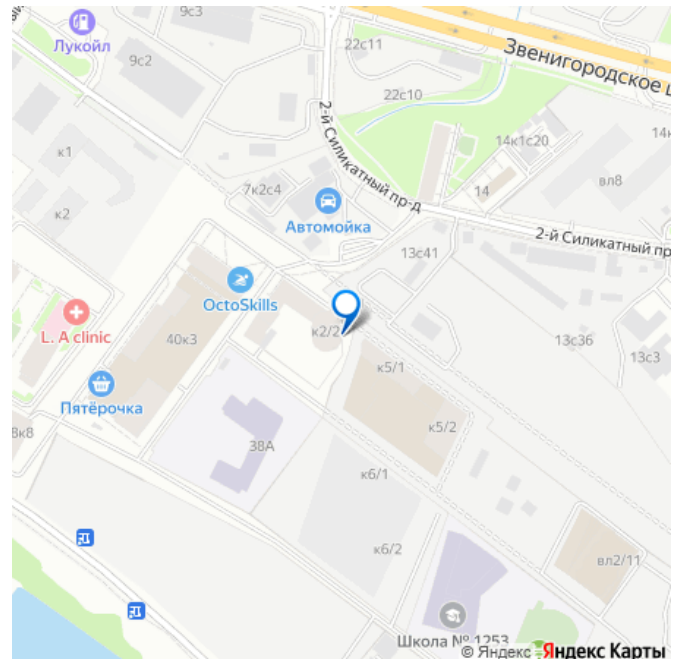 9с3
Лукойл
9с2
22с11
Звенигородское ш
22с10
2-й Силикатный пр-д
14к1с20
14к
к1
7к2с4
14
вл8
к2
Автомойка
2-й Силикатный пр
13с41
OctoSkills
L. A clinic
40к3
к2/2
13с36
13с3
к5/1
Пятёрочка
к5/2
8к8
38А
к6/1
к6/2
вл2/11
Школа № 1253
© Яндекс Яндекс Карты